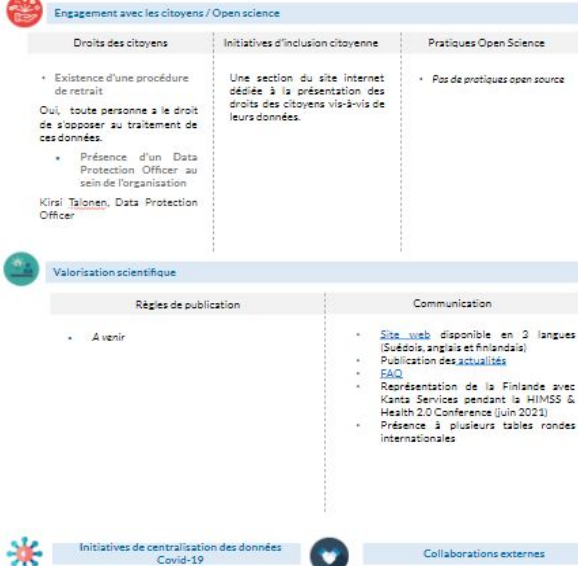 Engagement avec les citoyens / Open science
Droits des citoyens
Initiatives d'inclusion citoyenne
Pratiques Open Science
• Existence d'une procédure
de retrait
Oui, toute personne a le droit
de s'opposer au traitement de
ces données.
• Présence d'un Data
Protection Officer au
sein de l'organisation
Kirsi Talonen, Data Protection
Officer
Une section du site internet
dédiée à la présentation des
droits des citoyens vis-à-vis de
leurs données.
• Pas de pratiques open source
Valorisation scientifique
Règles de publication
Communication
• A venir
• Site web disponible en 3 langues
(Suédois, anglais et finlandais)
• Publication des actualités
• FAQ
• Représentation de la Finlande avec
Kanta Services pendant la HIMSS &
Health 2.0 Conference (juin 2021)
• Présence à plusieurs tables rondes
internationales
Initiatives de centralisation des données
Covid-19
Collaborations externes